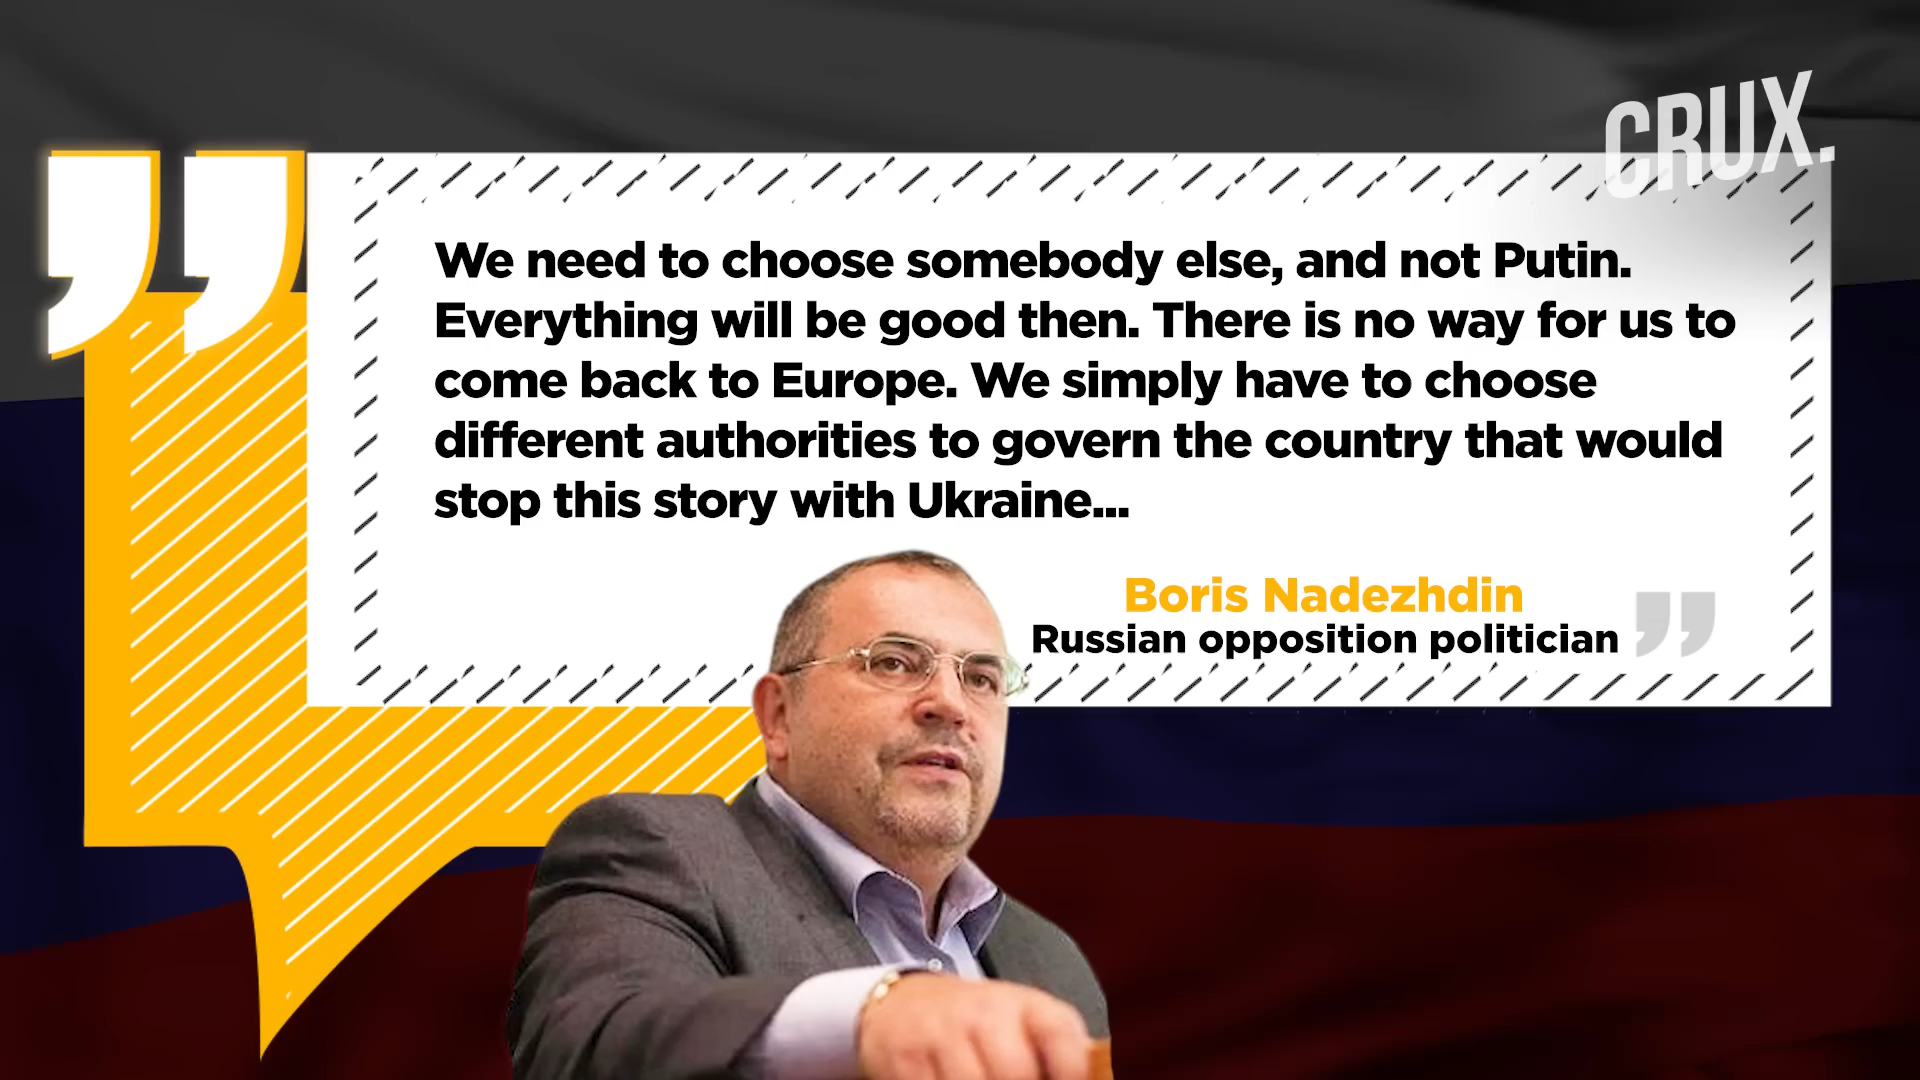 CRUX.
We need to choose somebody else, and not Putin.
Everything will be good then. There is no way for us to
come back to Europe. We simply have to choose
different authorities to govern the country that would
stop this story with Ukraine...
Boris Nadezhdin
Russian opposition politician